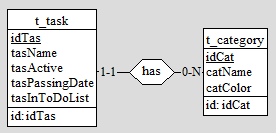 t_task
idTas
tasName
tasActive
tasPassingDate
tasInToDoList
id: idTas
1-1
has
0-N
t_category
idCat
catName
catColor
id: idCat